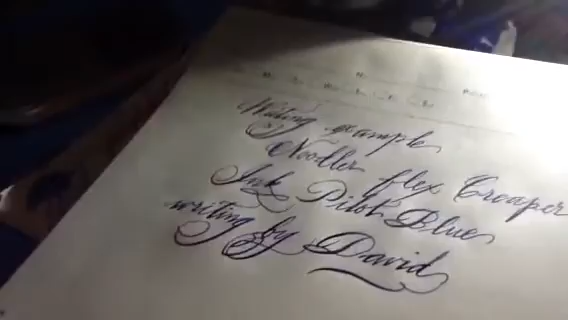 Writing example
Noodler flex Creaper
Ink Pilot Blue
writing by David